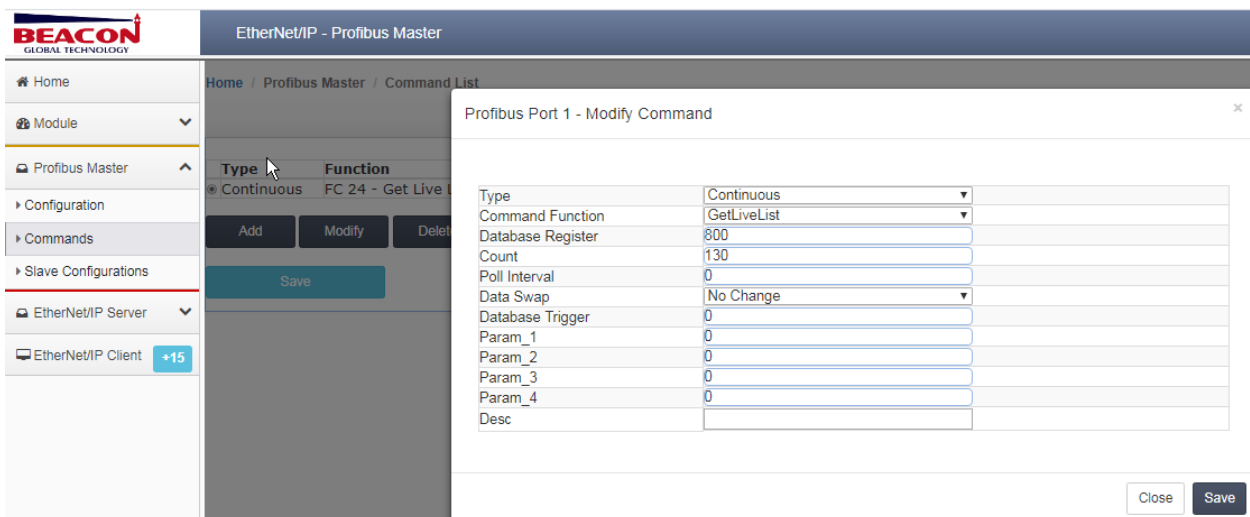 BEACON
GLOBAL TECHNOLOGY
EtherNet/IP - Profibus Master
Home
Module
Profibus Master
Configuration
Commands
Slave Configurations
EtherNet/IP Server
EtherNet/IP Client +15
Home / Profibus Master / Command List
Type Function
Continuous FC 24 - Get Live L
Add Modify Delet
Save
Profibus Port 1 - Modify Command ×
Type Continuous
Command Function GetLiveList
Database Register 800
Count 130
Poll Interval 0
Data Swap No Change
Database Trigger 0
Param_1 0
Param_2 0
Param_3 0
Param_4 0
Desc
Close Save